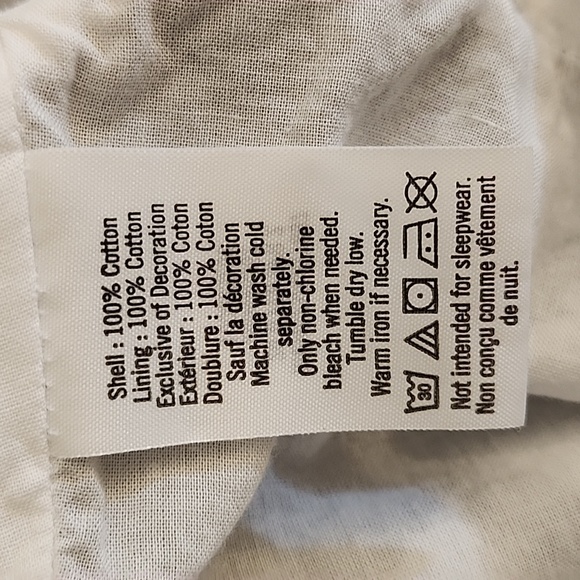 Shell : 100% Cotton
Lining : 100% Cotton
Exclusive of Decoration
Extérieur : 100% Coton
Doublure : 100% Coton
Sauf la décoration
Machine wash cold
separately.
Only non-chlorine
bleach when needed.
Tumble dry low.
Warm iron if necessary.
30
Not intended for sleepwear.
Non conçu comme vêtement
de nuit.